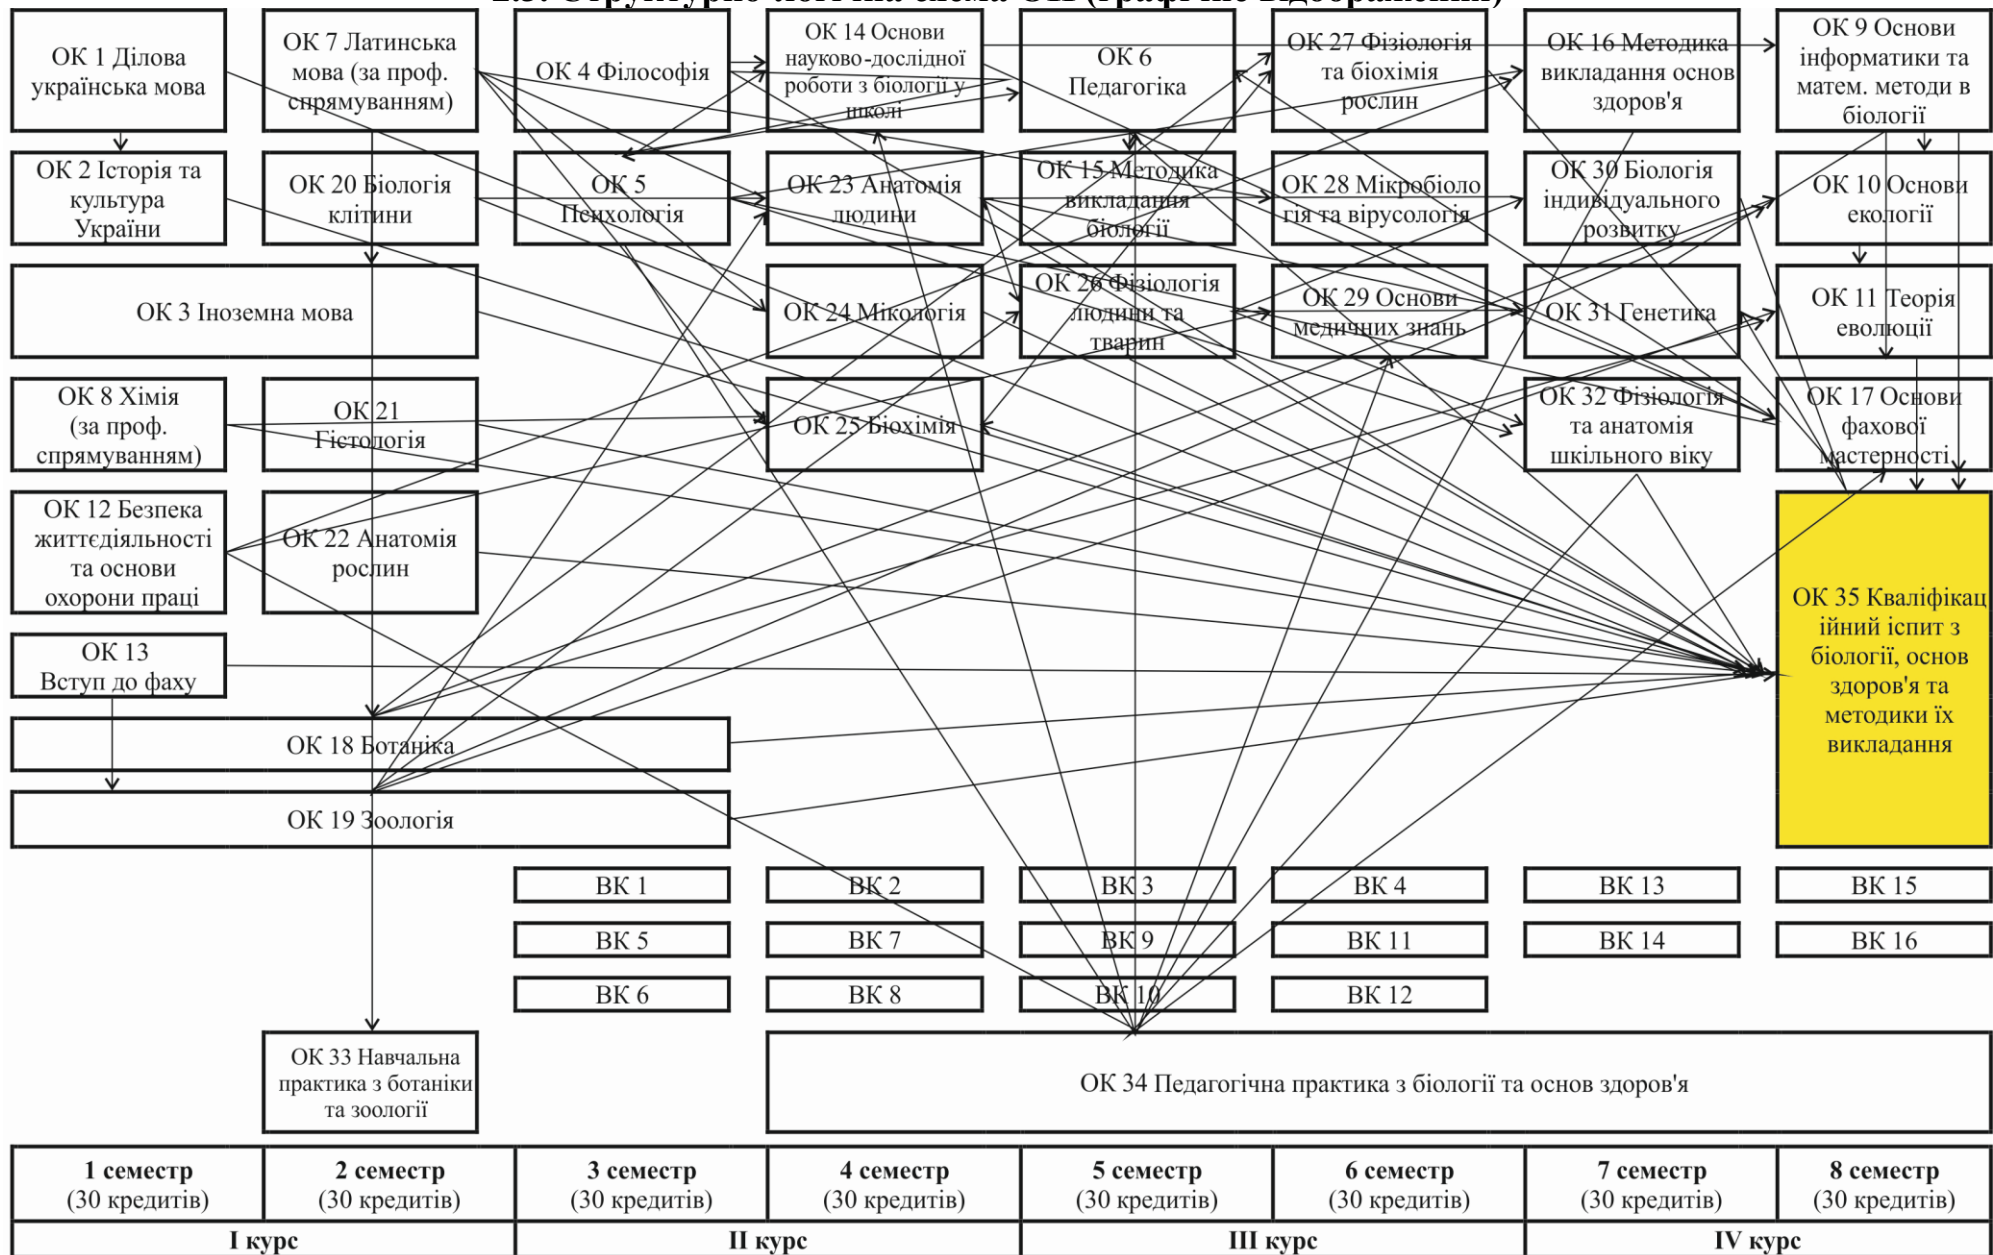 2.3. Структурно-логічна схема ОП (графічне відображення)
ОК 1 Ділова
українська мова
ОК 7 Латинська
мова (за проф.
спрямуванням)
ОК 4 Філософія
ОК 14 Основи
науково-дослідної
роботи з біології у
школі
ОК 6
Педагогіка
ОК 27 Фізіологія
та біохімія
рослин
ОК 16 Методика
викладання основ
здоров'я
ОК 9 Основи
інформатики та
матем. методи в
біології
ОК 2 Історія та
культура
України
ОК 20 Біологія
клітини
ОК 5
Психологія
ОК 23 Анатомія
людини
ОК 15 Методика
викладання
біології
ОК 28 Мікробіоло
гія та вірусологія
ОК 30 Біологія
індивідуального
розвитку
ОК 10 Основи
екології
ОК 3 Іноземна мова
ОК 24 Мікологія
ОК 26 Фізіологія
людини та
тварин
ОК 29 Основи
медичних знань
ОК 31 Генетика
ОК 11 Теорія
еволюції
ОК 8 Хімія
(за проф.
спрямуванням)
ОК 21
Гістологія
ОК 25 Біохімія
ОК 32 Фізіологія
та анатомія
шкільного віку
ОК 17 Основи
фахової
мастерності
ОК 12 Безпека
життєдіяльності
та основи
охорони праці
ОК 22 Анатомія
рослин
ОК 35 Кваліфікац
ійний іспит з
біології, основ
здоров'я та
методики їх
викладання
ОК 13
Вступ до фаху
ОК 18 Ботаніка
ОК 19 Зоологія
ВК 1
ВК 2
ВК 3
ВК 4
ВК 13
ВК 15
ВК 5
ВК 7
ВК 9
ВК 11
ВК 14
ВК 16
ВК 6
ВК 8
ВК 10
ВК 12
ОК 33 Навчальна
практика з ботаніки
та зоології
ОК 34 Педагогічна практика з біології та основ здоров'я
1 семестр
(30 кредитів)
2 семестр
(30 кредитів)
3 семестр
(30 кредитів)
4 семестр
(30 кредитів)
5 семестр
(30 кредитів)
6 семестр
(30 кредитів)
7 семестр
(30 кредитів)
8 семестр
(30 кредитів)
І курс
ІІ курс
ІІІ курс
ІV курс